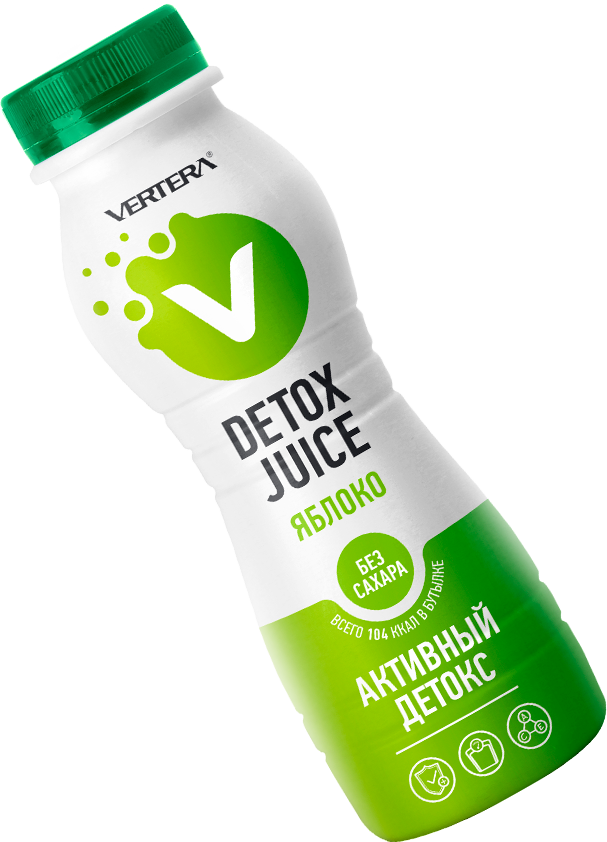 VERTERA®
V
DETOX
JUICE
ЯБЛОКО
БЕЗ
САХАРА
ВСЕГО 104 ККАЛ В БУТЫЛКЕ
АКТИВНЫЙ
ДЕТОКС
A
C E